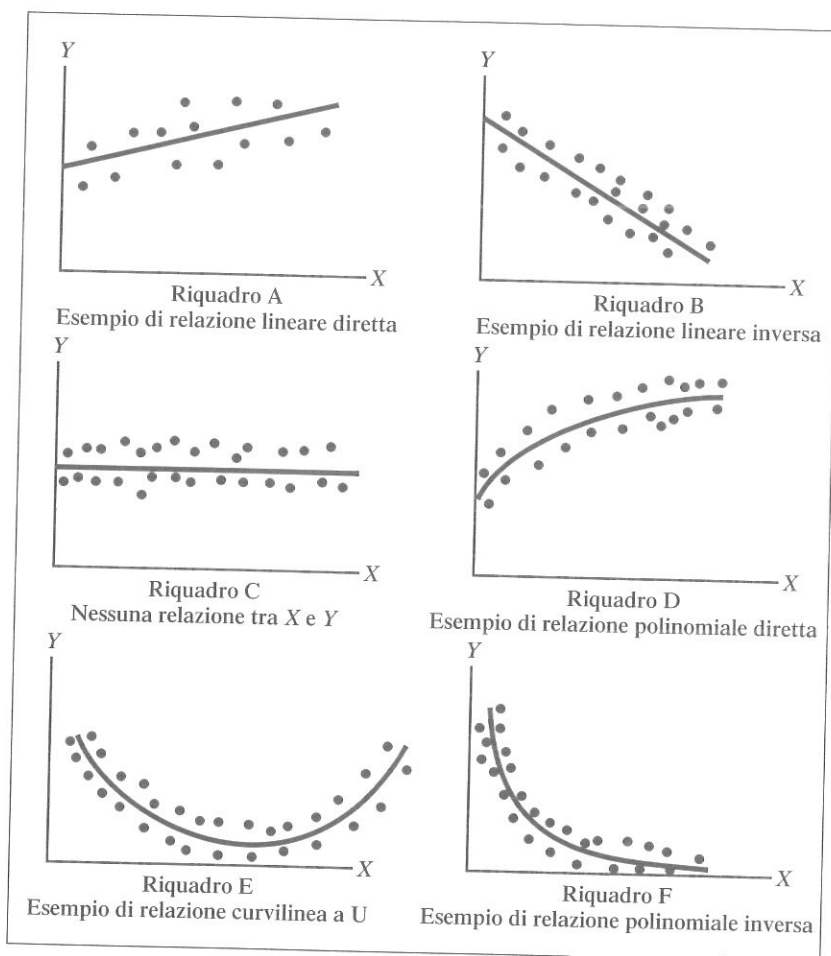 Y
X
Riquadro A
Esempio di relazione lineare diretta
Y
X
Riquadro B
Esempio di relazione lineare inversa
Y
X
Riquadro C
Nessuna relazione tra X e Y
Y
X
Riquadro D
Esempio di relazione polinomiale diretta
Y
X
Riquadro E
Esempio di relazione curvilinea a U
Y
X
Riquadro F
Esempio di relazione polinomiale inversa